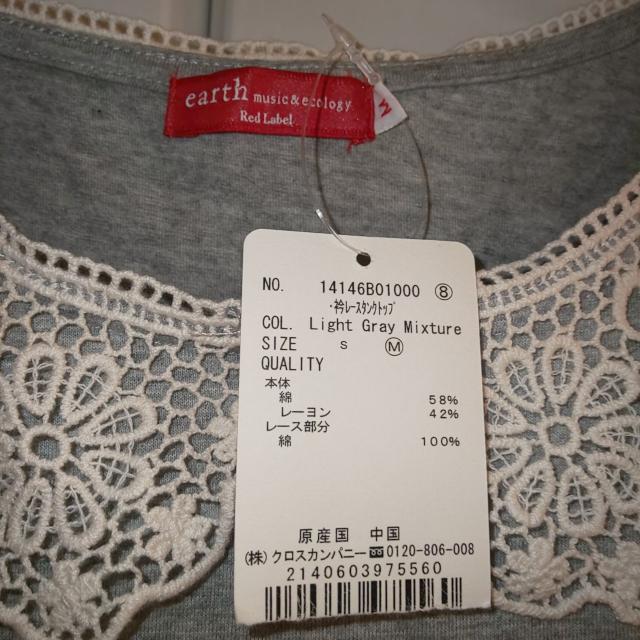 earth music&ecology
Red Label
M
NO. 14146B01000 ⑧
・衿レースタンクトップ
COL. Light Gray Mixture
SIZE S Ⓜ
QUALITY
本体
綿 58%
レーヨン 42%
レース部分
綿 100%
原産国 中国
(株)クロスカンパニー 0120-806-008
2140603975560